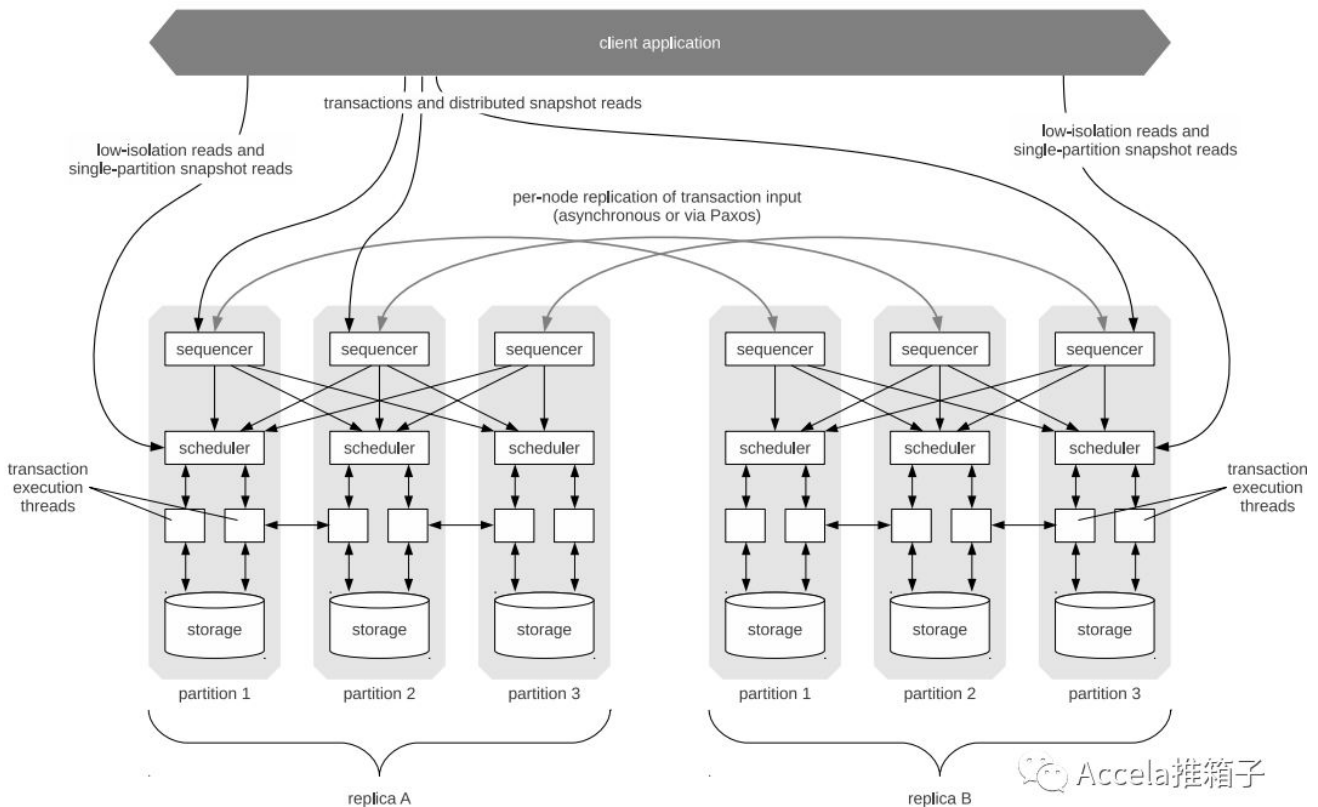 client application
transactions and distributed snapshot reads
low-isolation reads and
single-partition snapshot reads
low-isolation reads and
single-partition snapshot reads
per-node replication of transaction input
(asynchronous or via Paxos)
sequencer
sequencer
sequencer
sequencer
sequencer
sequencer
scheduler
scheduler
scheduler
scheduler
scheduler
scheduler
transaction
execution
threads
transaction
execution
threads
storage
storage
storage
storage
storage
storage
partition 1
partition 2
partition 3
partition 1
partition 2
partition 3
replica A
replica B
Accela推箱子